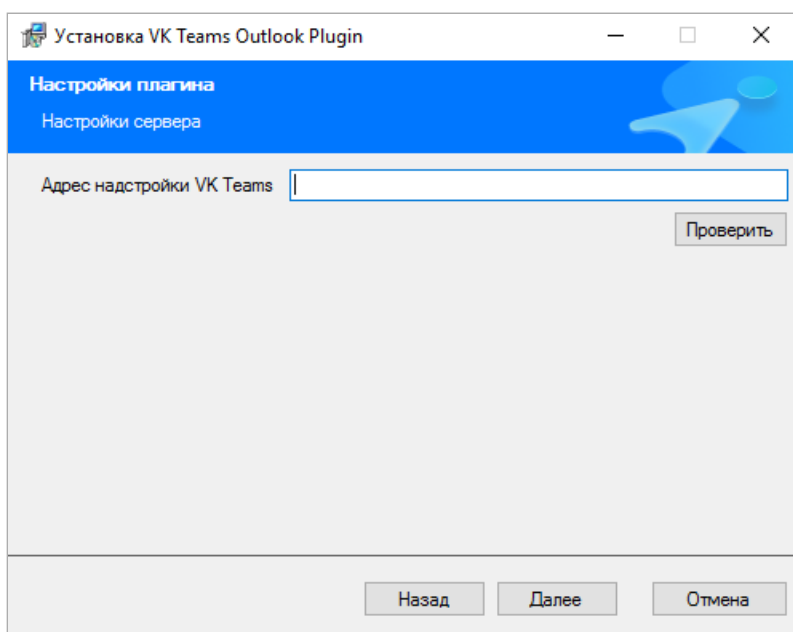 Установка VK Teams Outlook Plugin
Настройки плагина
Настройки сервера
Адрес надстройки VK Teams
Проверить
Назад Далее Отмена